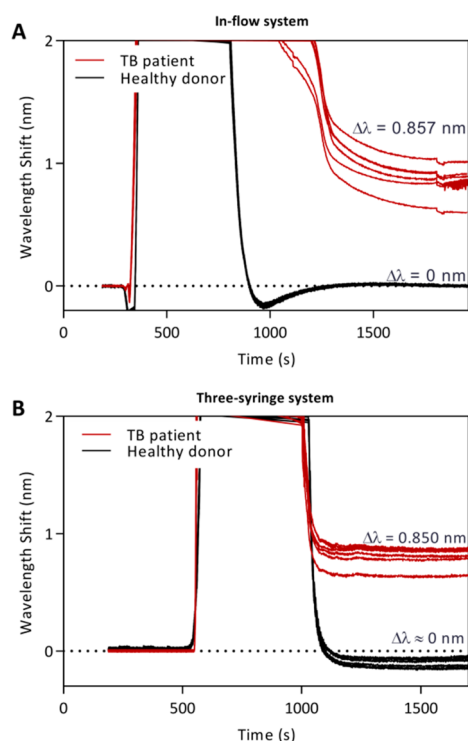 In-flow system
A
2
TB patient
Healthy donor
Δλ = 0.857 nm
1
Wavelength Shift (nm)
Δλ = 0 nm
0
0 500 1000 1500
Time (s)
Three-syringe system
B
2
TB patient
Healthy donor
Δλ = 0.850 nm
1
Wavelength Shift (nm)
Δλ ≈ 0 nm
0
0 500 1000 1500
Time (s)